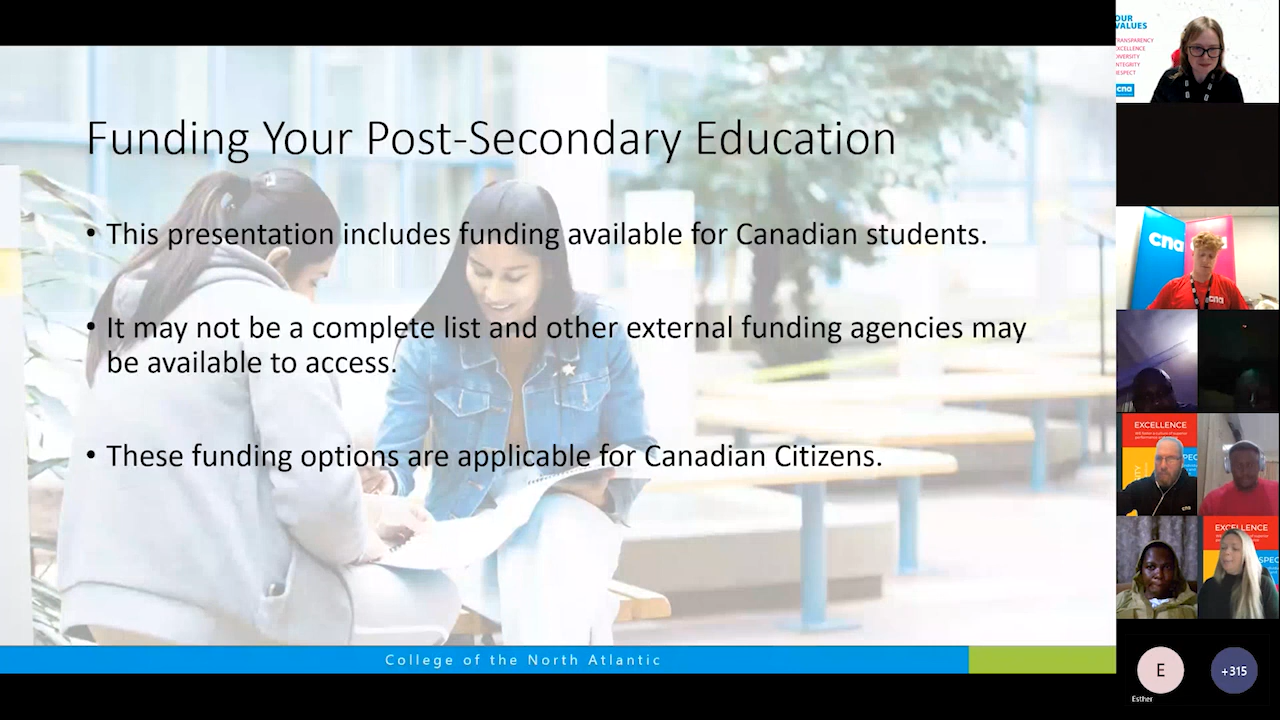 Funding Your Post-Secondary Education
• This presentation includes funding available for Canadian students.
• It may not be a complete list and other external funding agencies may
be available to access.
• These funding options are applicable for Canadian Citizens.
College of the North Atlantic
OUR
VALUES
TRANSPARENCY
EXCELLENCE
DIVERSITY
INTEGRITY
RESPECT
cna
cna
cna
EXCELLENCE
EXCELLENCE
E
+315
Esther